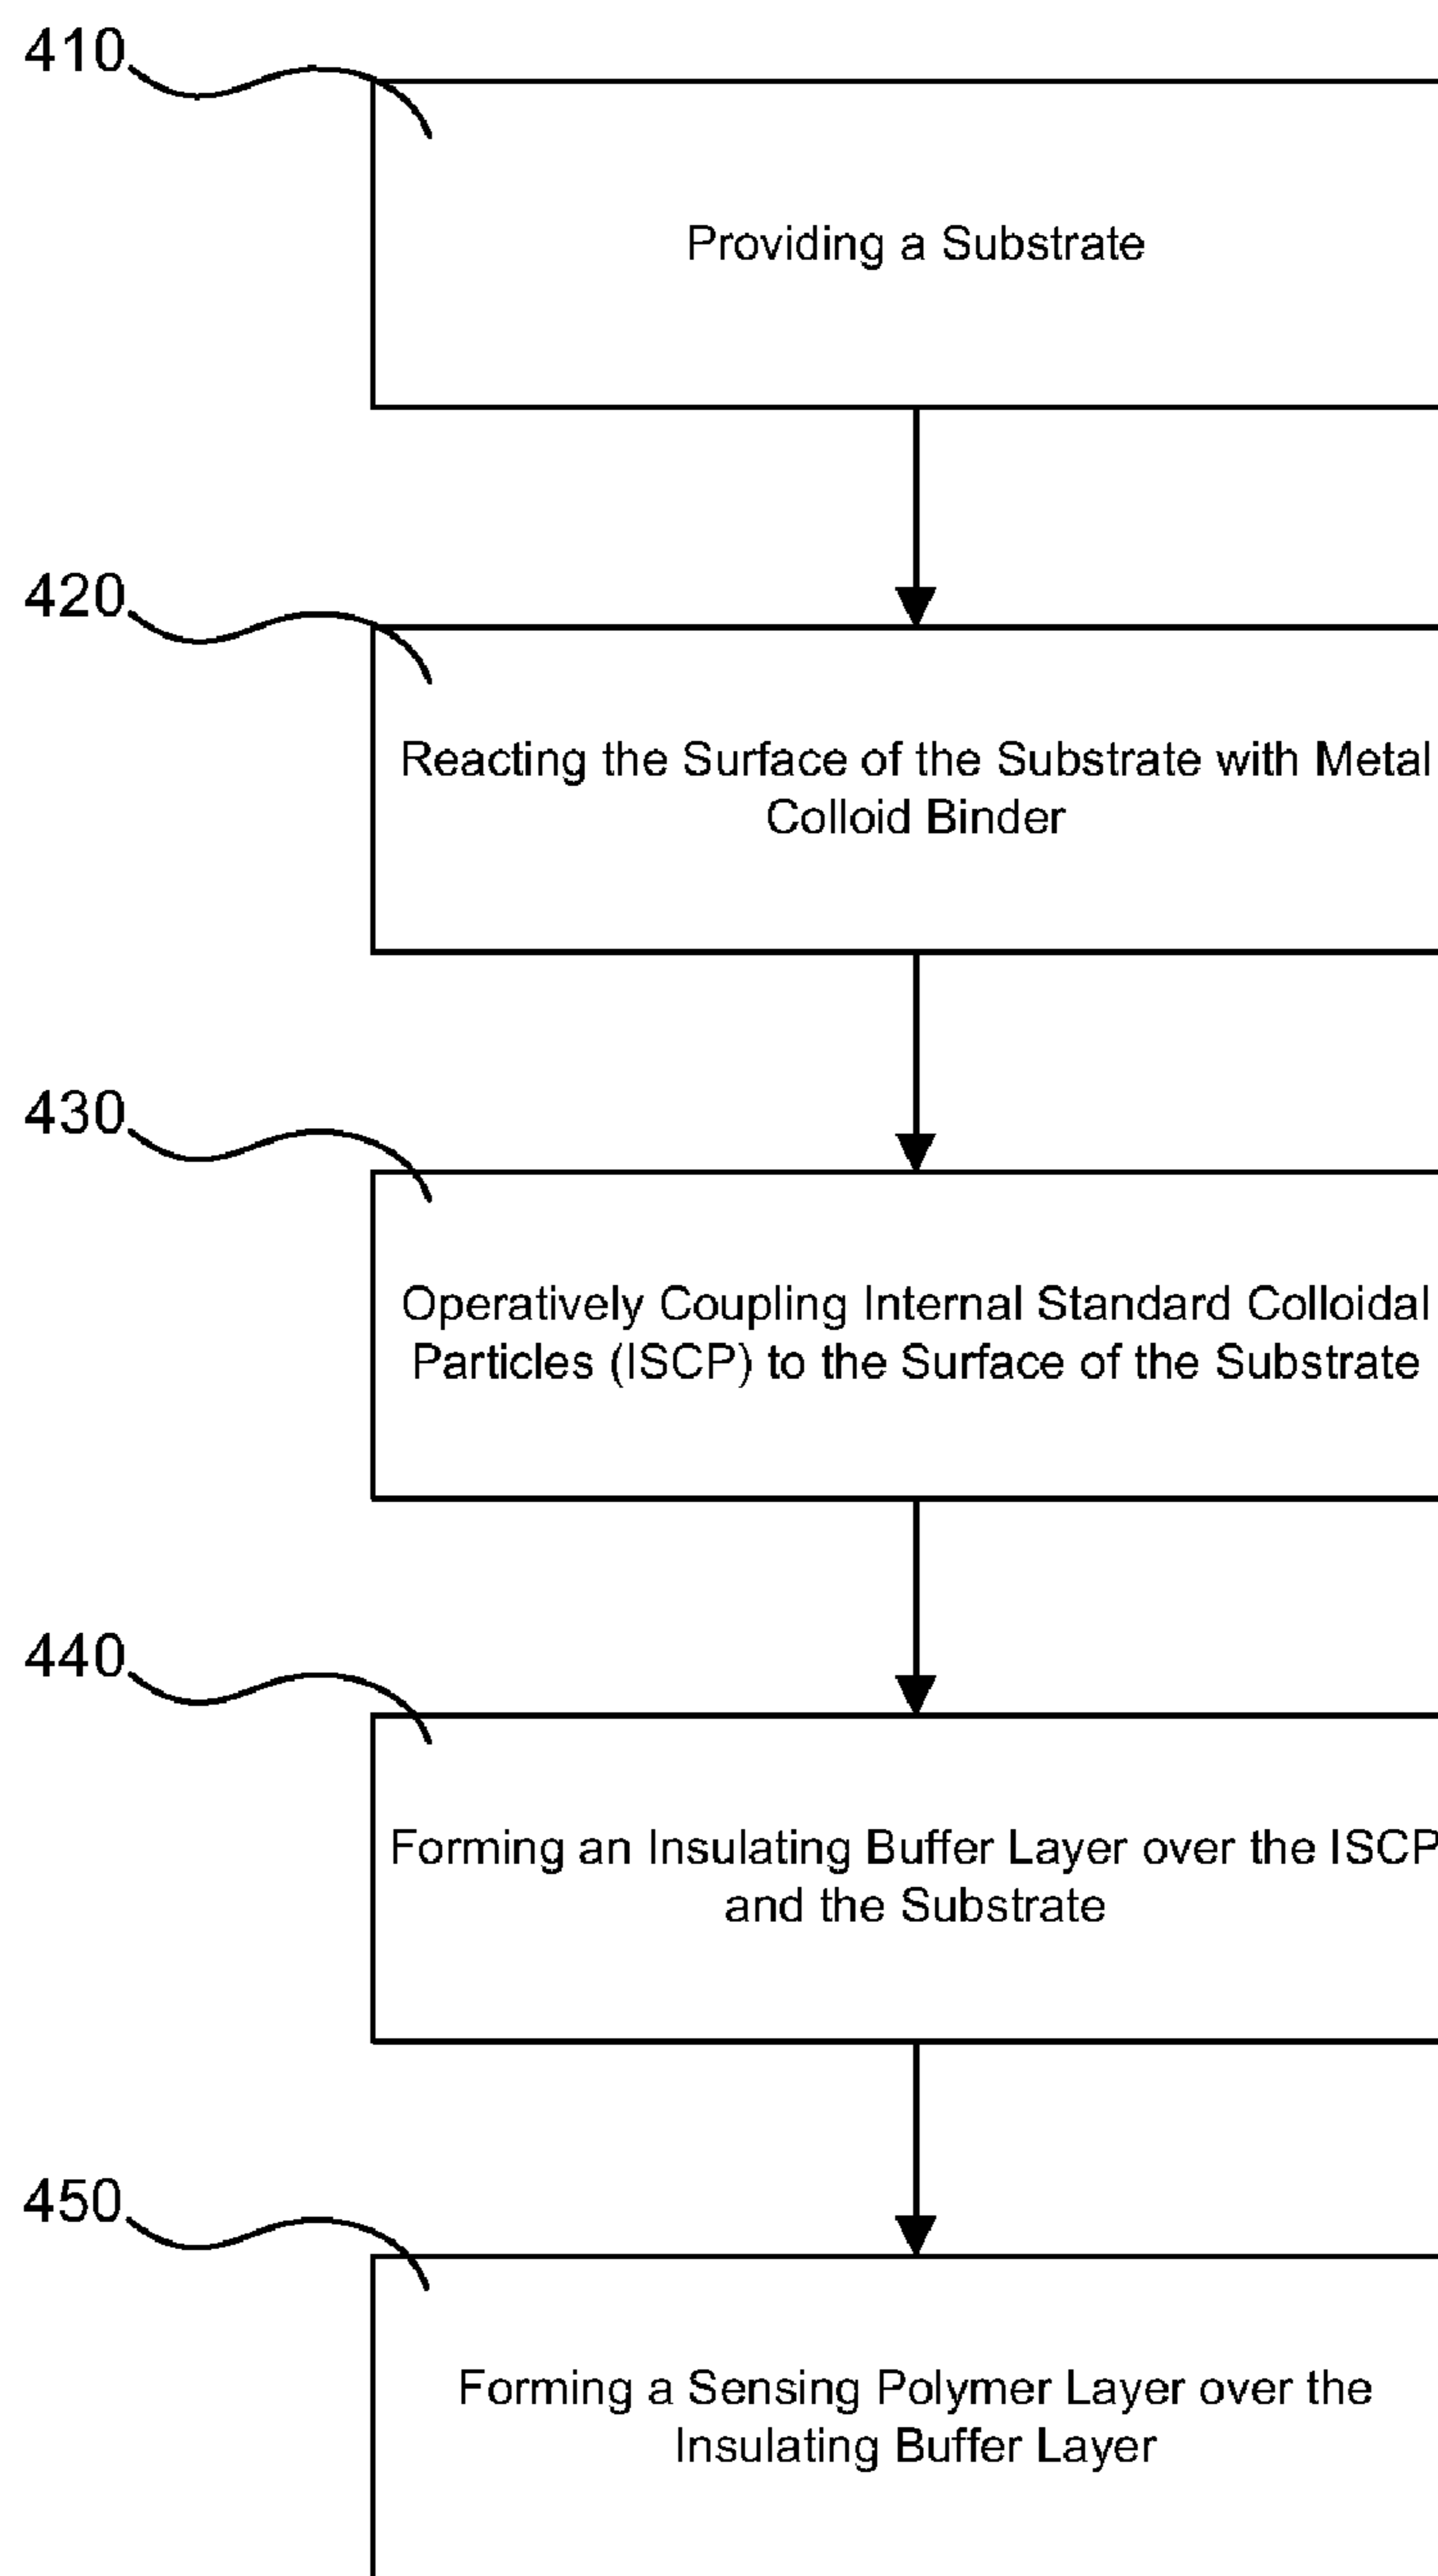 410
Providing a Substrate
420
Reacting the Surface of the Substrate with Metal
Colloid Binder
430
Operatively Coupling Internal Standard Colloidal
Particles (ISCP) to the Surface of the Substrate
440
Forming an Insulating Buffer Layer over the ISCP
and the Substrate
450
Forming a Sensing Polymer Layer over the
Insulating Buffer Layer